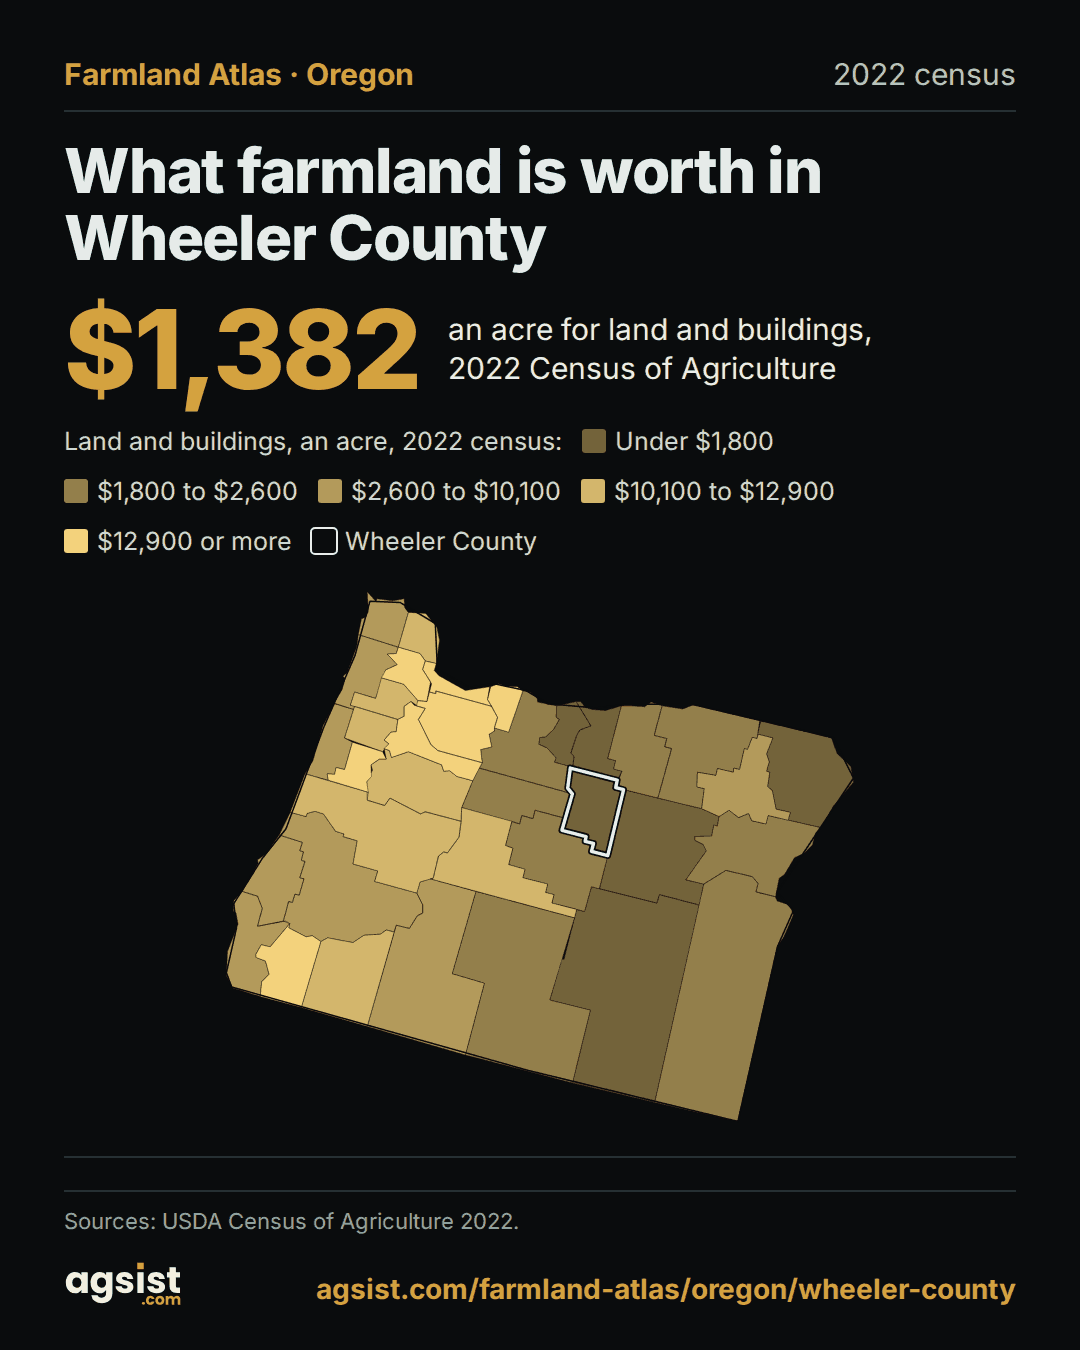 Farmland Atlas · Oregon
2022 census
What farmland is worth in
Wheeler County
$1,382
an acre for land and buildings,
2022 Census of Agriculture
Land and buildings, an acre, 2022 census: Under $1,800
$1,800 to $2,600 $2,600 to $10,100 $10,100 to $12,900
$12,900 or more Wheeler County
Sources: USDA Census of Agriculture 2022.
agsist
.com
agsist.com/farmland-atlas/oregon/wheeler-county